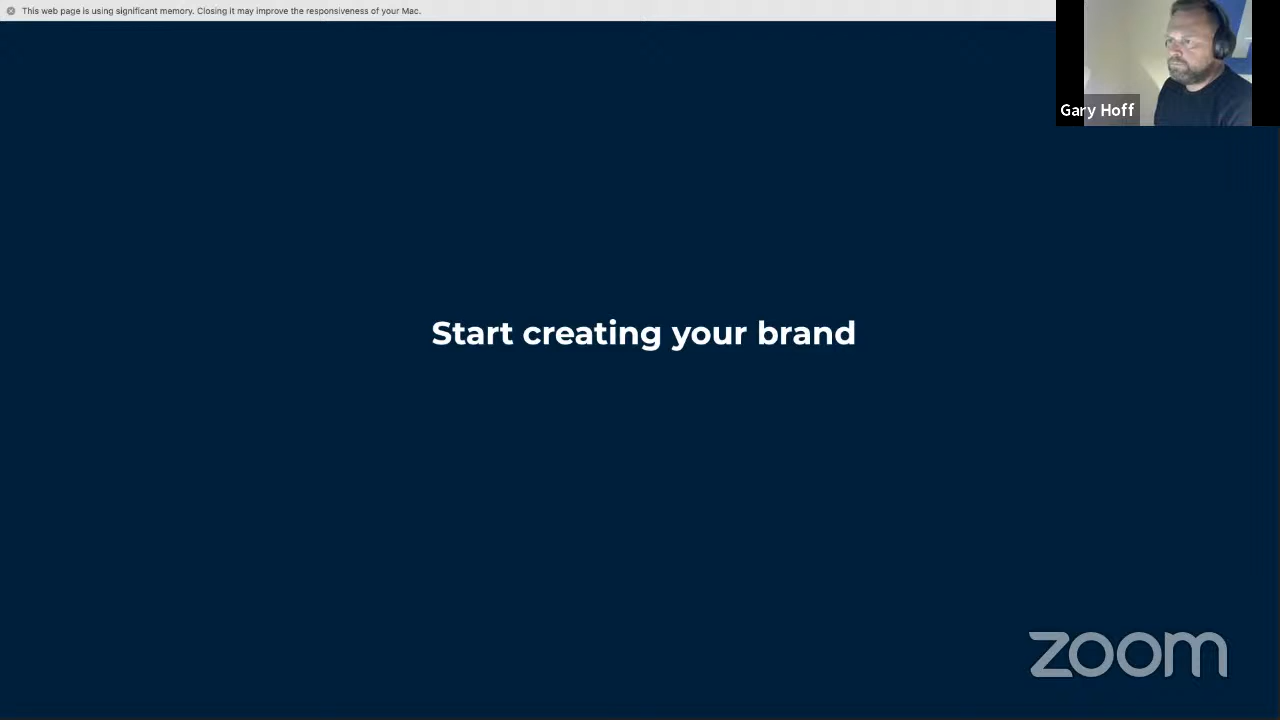 This web page is using significant memory. Closing it may improve the responsiveness of your Mac.
Gary Hoff
Start creating your brand
zoom